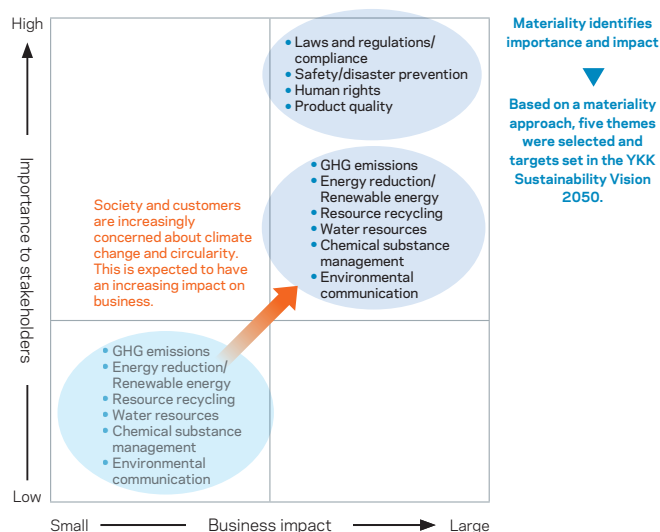 High
Importance to stakeholders
Low
• Laws and regulations/
compliance
• Safety/disaster prevention
• Human rights
• Product quality
• GHG emissions
• Energy reduction/
Renewable energy
• Resource recycling
• Water resources
• Chemical substance
management
• Environmental
communication
Society and customers
are increasingly
concerned about climate
change and circularity.
This is expected to have
an increasing impact on
business.
• GHG emissions
• Energy reduction/
Renewable energy
• Resource recycling
• Water resources
• Chemical substance
management
• Environmental
communication
Small
Business impact
Large
Materiality identifies
importance and impact
Based on a materiality
approach, five themes
were selected and
targets set in the YKK
Sustainability Vision
2050.